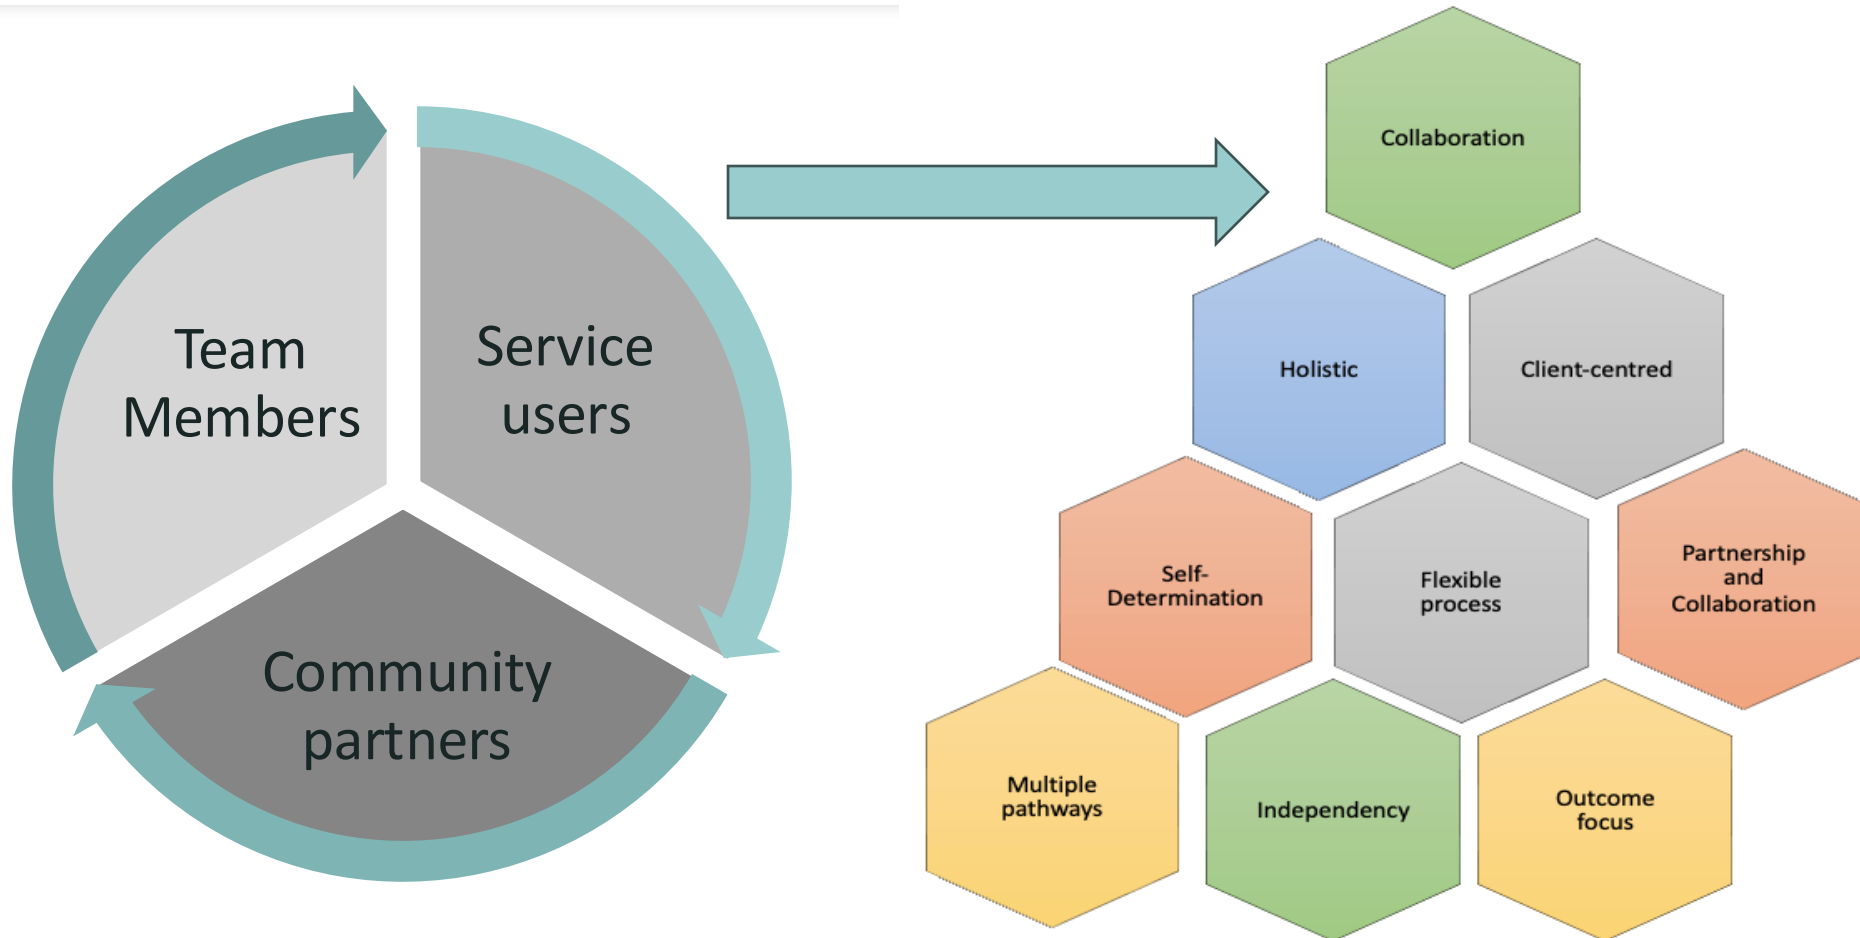 Team
Members
Service
users
Community
partners
Collaboration
Holistic
Client-centred
Self-
Determination
Flexible
process
Partnership
and
Collaboration
Multiple
pathways
Independency
Outcome
focus